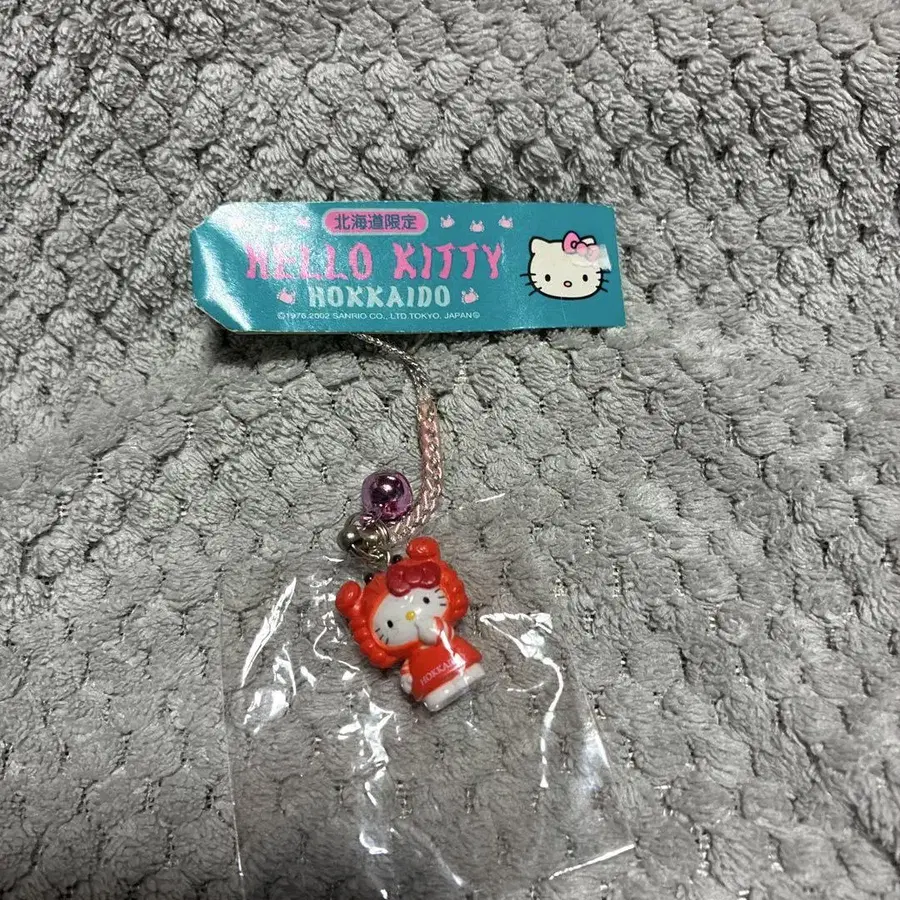 北海道限定
HELLO KITTY
HOKKAIDO
©1976.2002 SANRIO CO., LTD TOKYO, JAPAN®
HOKKAIDO